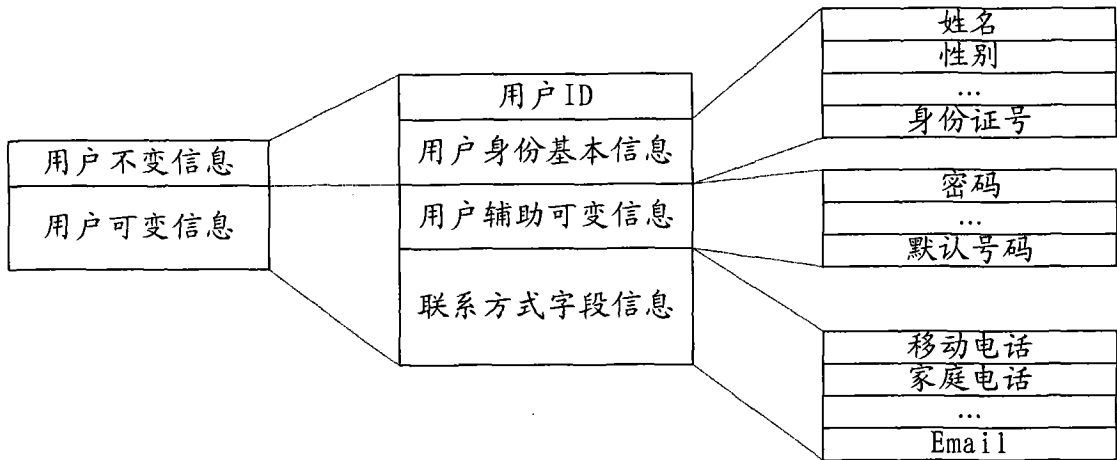 用户不变信息
用户可变信息
用户ID
用户身份基本信息
用户辅助可变信息
联系方式字段信息
姓名
性别
...
身份证号
密码
...
默认号码
移动电话
家庭电话
...
Email